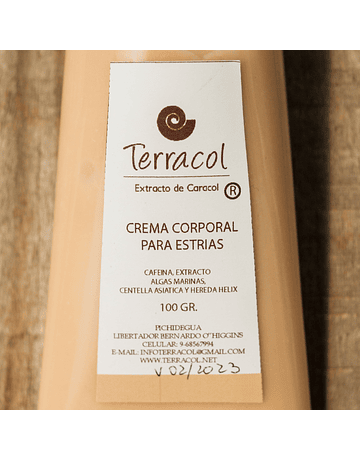 Terracol
Extracto de Caracol ®
CREMA CORPORAL
PARA ESTRIAS
CAFEINA, EXTRACTO
ALGAS MARINAS,
CENTELLA ASIATICA Y HEREDA HELIX
100 GR.
PICHIDEGUA
LIBERTADOR BERNARDO O'HIGGINS
CELULAR: 9-68567994
E-MAIL: INFOTERRACOL@GMAIL.COM
WWW.TERRACOL.NET
V 02/2023